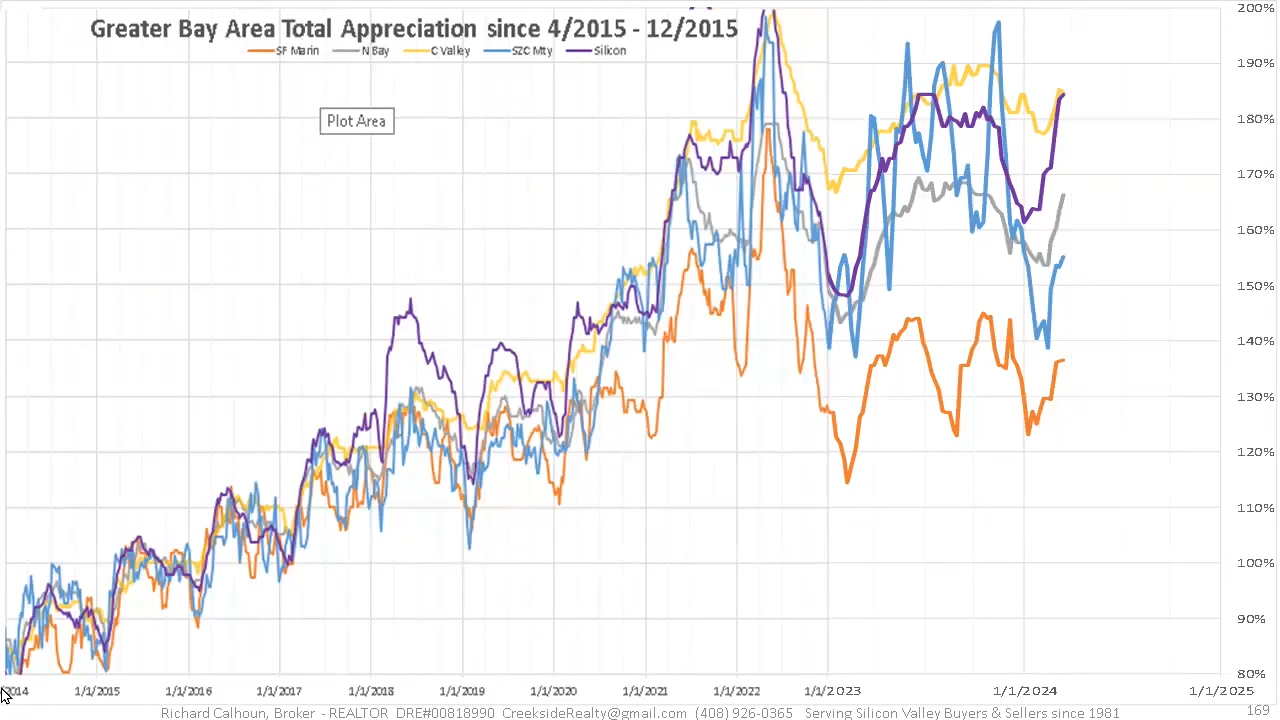 Greater Bay Area Total Appreciation since 4/2015 - 12/2015
SF Marin N Bay C Valley SZC Mty Silicon
Plot Area
200%
190%
180%
170%
160%
150%
140%
130%
120%
110%
100%
90%
80%
2014 1/1/2015 1/1/2016 1/1/2017 1/1/2018 1/1/2019 1/1/2020 1/1/2021 1/1/2022 1/1/2023 1/1/2024 1/1/2025
Richard Calhoun, Broker - REALTOR DRE#00818990 CreeksideRealty@gmail.com (408) 926-0365 Serving Silicon Valley Buyers & Sellers since 1981
169